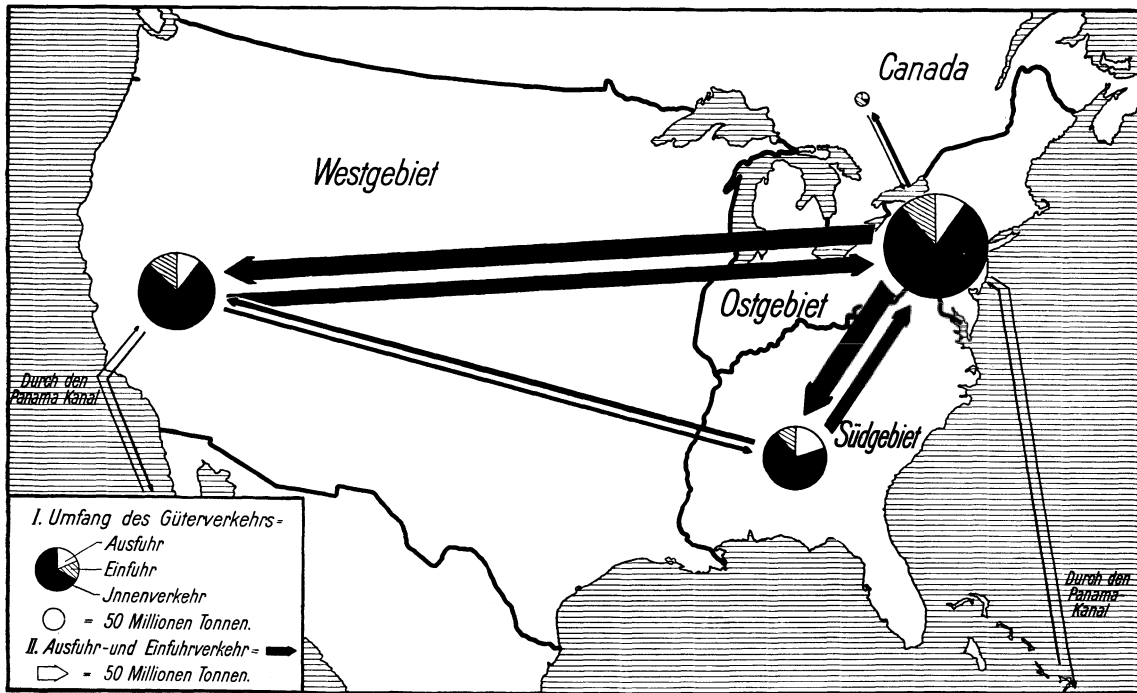 Canada
Westgebiet
Ostgebiet
Südgebiet
Durch den
Panama Kanal
Durch den
Panama-
Kanal
I. Umfang des Güterverkehrs=
Ausfuhr
Einfuhr
Jnnenverkehr
= 50 Millionen Tonnen.
II. Ausfuhr-und Einfuhrverkehr=
= 50 Millionen Tonnen.